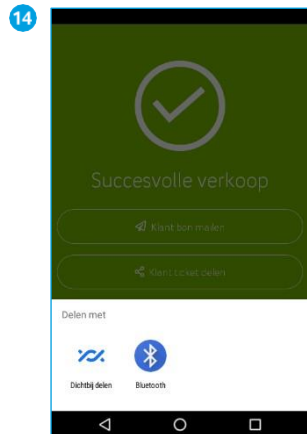 14
Succesvolle verkoop
Klant bon mailen
Klant ticket delen
Delen met
Dichtbij delen
Bluetooth